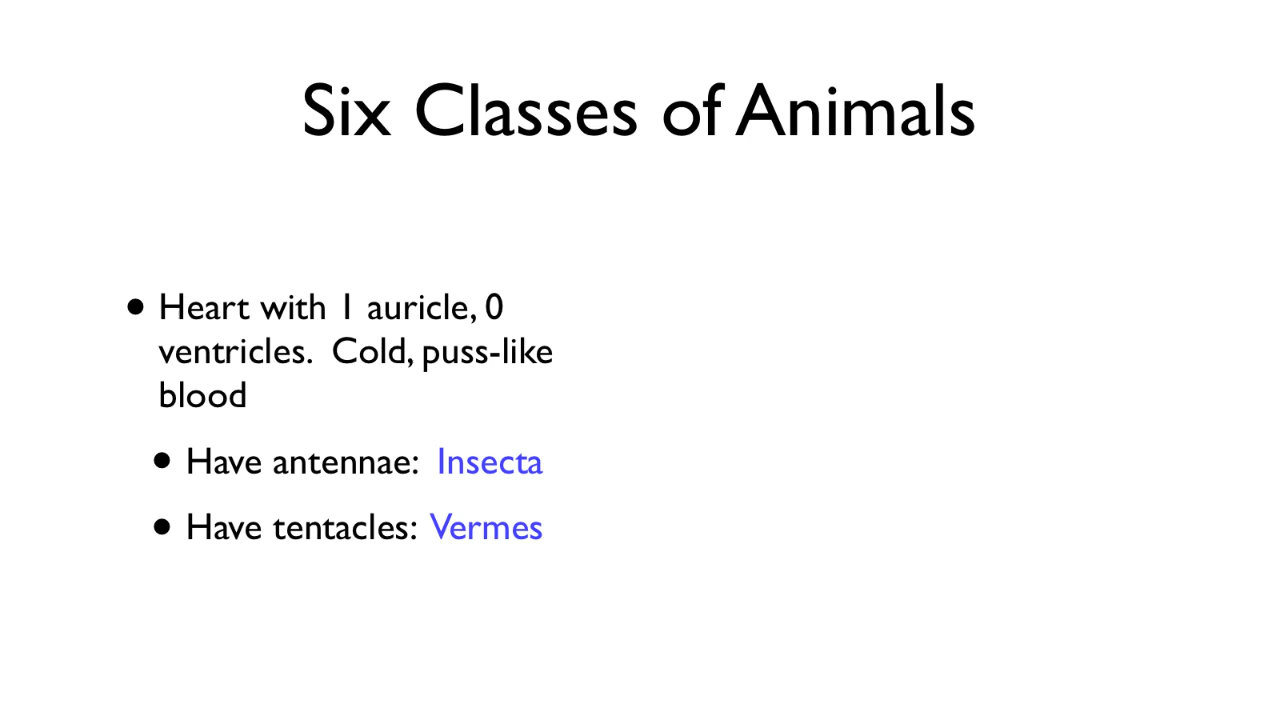 Six Classes of Animals
• Heart with 1 auricle, 0
ventricles.  Cold, puss-like
blood
• Have antennae:  Insecta
• Have tentacles:  Vermes